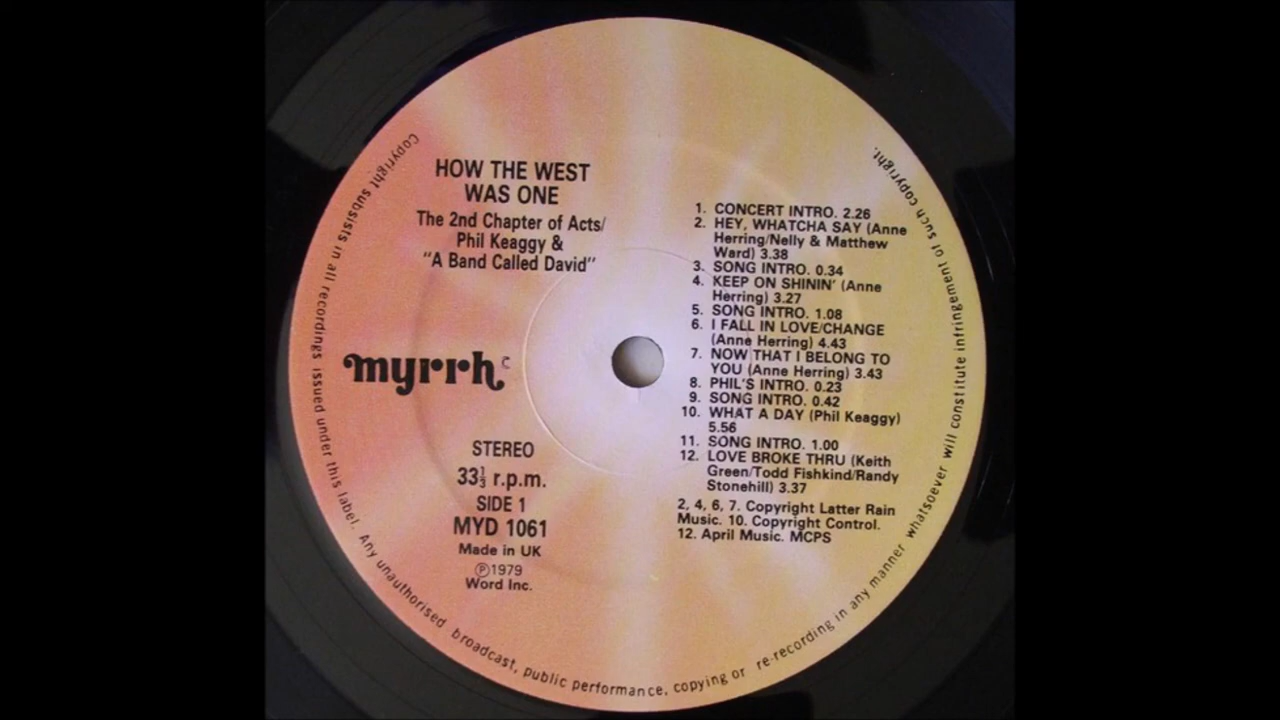 HOW THE WEST
WAS ONE
The 2nd Chapter of Acts/
Phil Keaggy &
"A Band Called David"
myrrh
STEREO
33⅓ r.p.m.
SIDE 1
MYD 1061
Made in UK
Ⓟ1979
Word Inc.
1. CONCERT INTRO. 2.26
2. HEY, WHATCHA SAY (Anne
Herring/Nelly & Matthew
Ward) 3.38
3. SONG INTRO. 0.34
4. KEEP ON SHININ' (Anne
Herring) 3.27
5. SONG INTRO. 1.08
6. I FALL IN LOVE/CHANGE
(Anne Herring) 4.43
7. NOW THAT I BELONG TO
YOU (Anne Herring) 3.43
8. PHIL'S INTRO. 0.23
9. SONG INTRO. 0.42
10. WHAT A DAY (Phil Keaggy)
5.56
11. SONG INTRO. 1.00
12. LOVE BROKE THRU (Keith
Green/Todd Fishkind/Randy
Stonehill) 3.37
2, 4, 6, 7. Copyright Latter Rain
Music. 10. Copyright Control.
12. April Music. MCPS
Copyright subsists in all recordings issued under this label. Any unauthorised broadcast, public performance, copying or re-recording in any manner whatsoever will constitute infringement of such copyright.